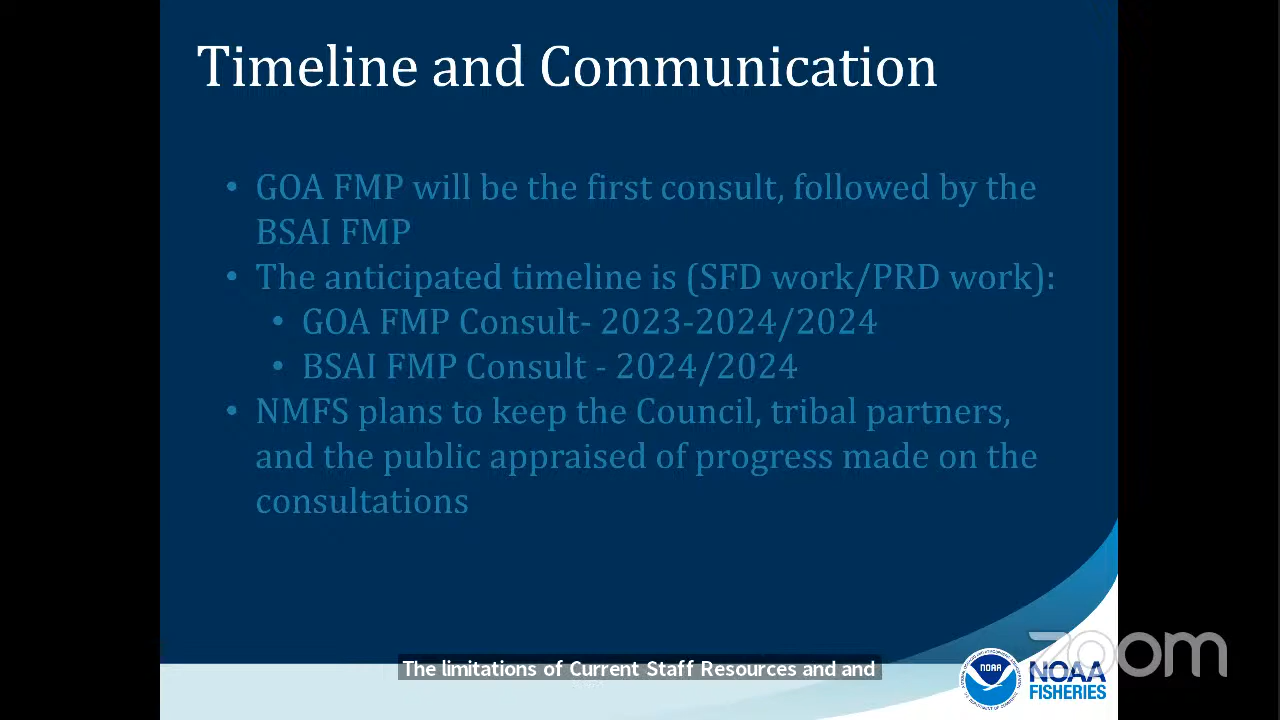 Timeline and Communication
• GOA FMP will be the first consult, followed by the
BSAI FMP
• The anticipated timeline is (SFD work/PRD work):
• GOA FMP Consult- 2023-2024/2024
• BSAI FMP Consult - 2024/2024
• NMFS plans to keep the Council, tribal partners,
and the public appraised of progress made on the
consultations
The limitations of Current Staff Resources and and
zoom
NOAA
NOAA
FISHERIES